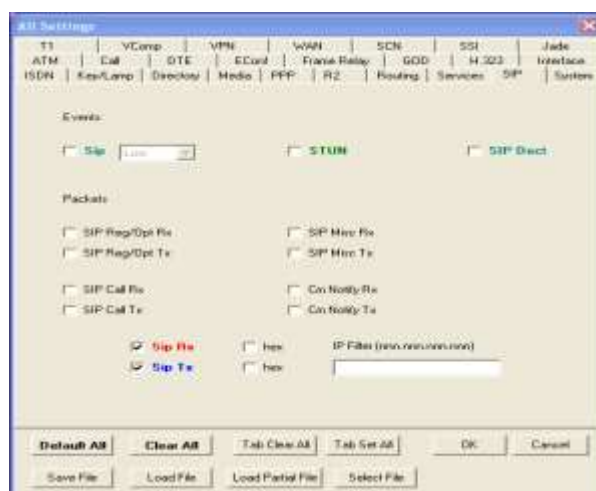 All Settings
T1 VComp VPN WAN SCN SSI Jade
ATM Call DTE EConf Frame Relay GOD H.323 Interface
ISDN Key/Lamp Directory Media PPP R2 Routing Services SIP System
Events
Sip STUN SIP Dect
Packets
SIP Reg/Opt Rx SIP Misc Rx
SIP Reg/Opt Tx SIP Misc Tx
SIP Call Rx Cm Notify Rx
SIP Call Tx Cm Notify Tx
Sip Rx hex IP Filter (nnn.nnn.nnn.nnn)
Sip Tx hex
Default All Clear All Tab Clear All Tab Set All OK Cancel
Save File Load File Load Partial File Select File